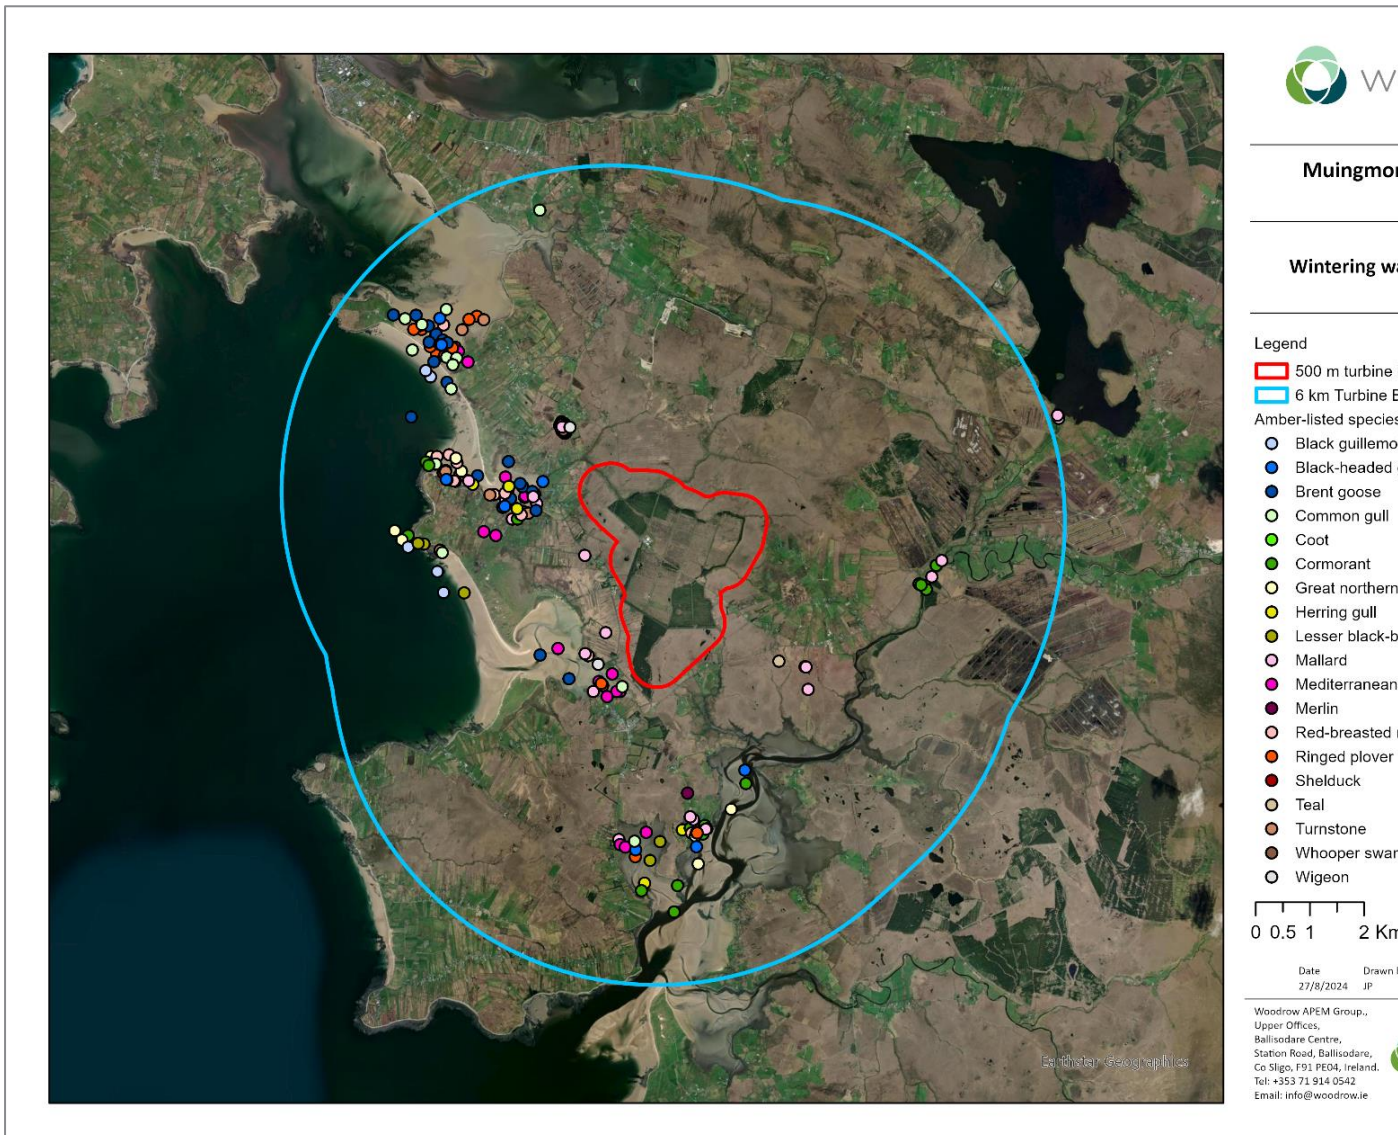 W
Muingmor
Wintering wa
Legend
500 m turbine
6 km Turbine B
Amber-listed species
Black guillemo
Black-headed
Brent goose
Common gull
Coot
Cormorant
Great northern
Herring gull
Lesser black-b
Mallard
Mediterranean
Merlin
Red-breasted
Ringed plover
Shelduck
Teal
Turnstone
Whooper swan
Wigeon
0 0.5 1 2 Km
Date Drawn
27/8/2024 JP
Woodrow APEM Group.,
Upper Offices,
Ballisodare Centre,
Station Road, Ballisodare,
Co Sligo, F91 PE04, Ireland.
Tel: +353 71 914 0542
Email: info@woodrow.ie
Earthstar Geographics